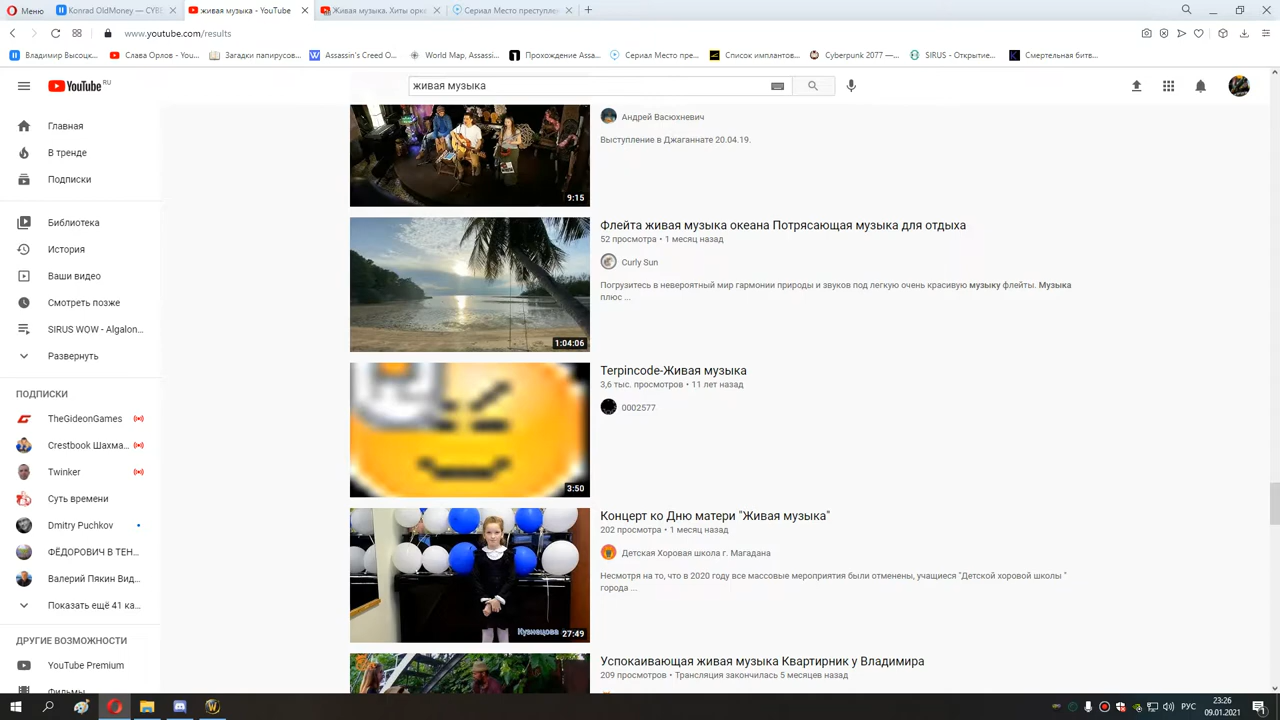 Меню
Konrad OldMoney — CYBE
живая музыка - YouTube
Живая музыка. Хиты орке
Сериал Место преступлен
www.youtube.com/results
Владимир Высоцк...
Слава Орлов - You...
Загадки папирусов...
Assassin's Creed O...
World Map, Assassi...
Прохождение Assa...
Сериал Место пре...
Список имплантов...
Cyberpunk 2077 —...
SIRUS - Открытие...
Смертельная битв...
YouTube RU
живая музыка
Главная
В тренде
Подписки
Библиотека
История
Ваши видео
Смотреть позже
SIRUS WOW - Algalon...
Развернуть
ПОДПИСКИ
TheGideonGames
Crestbook Шахма...
Twinker
Суть времени
Dmitry Puchkov
ФЁДОРОВИЧ В ТЕН...
Валерий Пякин Вид...
Показать ещё 41 ка...
ДРУГИЕ ВОЗМОЖНОСТИ
YouTube Premium
Фильмы
Андрей Васюхневич
Выступление в Джаганнате 20.04.19.
9:15
Флейта живая музыка океана Потрясающая музыка для отдыха
52 просмотра • 1 месяц назад
Curly Sun
Погрузитесь в невероятный мир гармонии природы и звуков под легкую очень красивую музыку флейты. Музыка
плюс ...
1:04:06
Terpincode-Живая музыка
3,6 тыс. просмотров • 11 лет назад
0002577
3:50
Концерт ко Дню матери "Живая музыка"
202 просмотра • 1 месяц назад
Детская Хоровая школа г. Магадана
Несмотря на то, что в 2020 году все массовые мероприятия были отменены, учащиеся "Детской хоровой школы "
города ...
Кузнецова
27:49
Успокаивающая живая музыка Квартирник у Владимира
209 просмотров • Трансляция закончилась 5 месяцев назад
РУС
23:26
09.01.2021
1